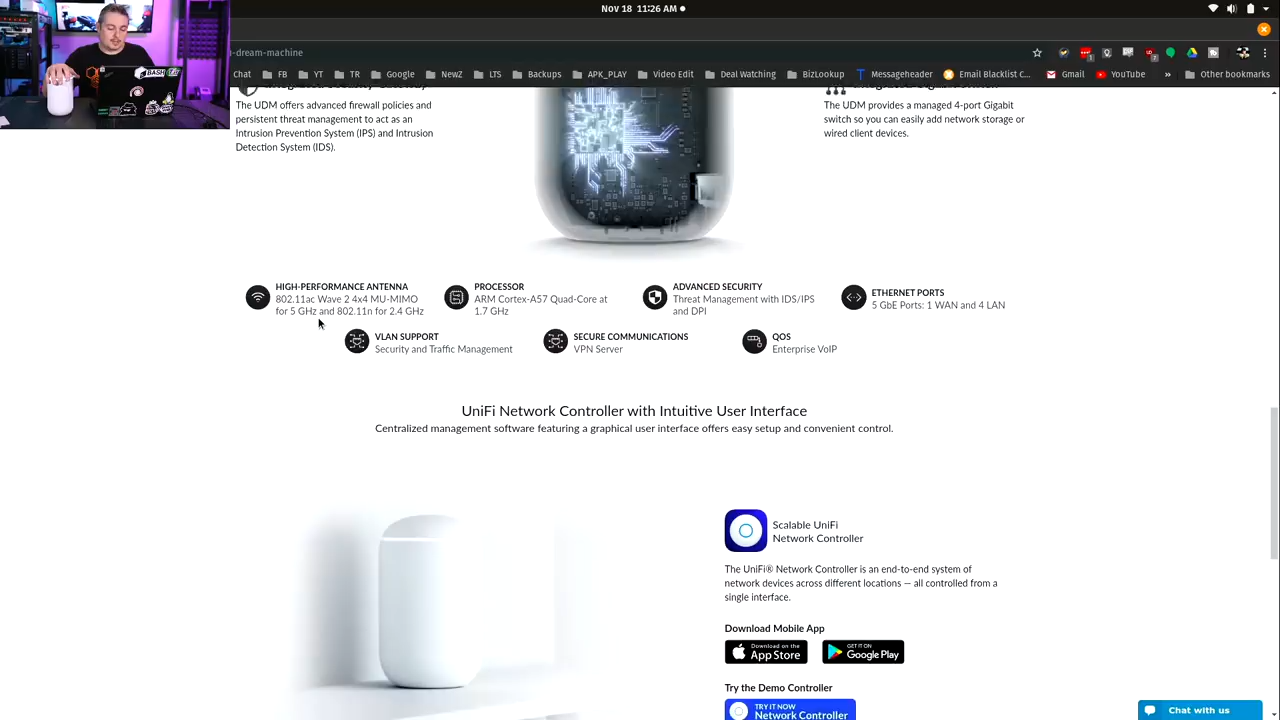 Nov 18 11:26 AM
-dream-machine
Chat
FB
YT
TR
Google
NewZ
Bills
Backups
APK_PLAY
Video Edit
Deal Watching
BizLookup
Messageheader
Email Blacklist C...
Gmail
YouTube
»
Other bookmarks
The UDM offers advanced firewall policies and
persistent threat management to act as an
Intrusion Prevention System (IPS) and Intrusion
Detection System (IDS).
The UDM provides a managed 4-port Gigabit
switch so you can easily add network storage or
wired client devices.
HIGH-PERFORMANCE ANTENNA
802.11ac Wave 2 4x4 MU-MIMO
for 5 GHz and 802.11n for 2.4 GHz
PROCESSOR
ARM Cortex-A57 Quad-Core at
1.7 GHz
ADVANCED SECURITY
Threat Management with IDS/IPS
and DPI
ETHERNET PORTS
5 GbE Ports: 1 WAN and 4 LAN
VLAN SUPPORT
Security and Traffic Management
SECURE COMMUNICATIONS
VPN Server
QOS
Enterprise VoIP
UniFi Network Controller with Intuitive User Interface
Centralized management software featuring a graphical user interface offers easy setup and convenient control.
Scalable UniFi
Network Controller
The UniFi® Network Controller is an end-to-end system of
network devices across different locations — all controlled from a
single interface.
Download Mobile App
Download on the
App Store
GET IT ON
Google Play
Try the Demo Controller
TRY IT NOW
Network Controller
Chat with us